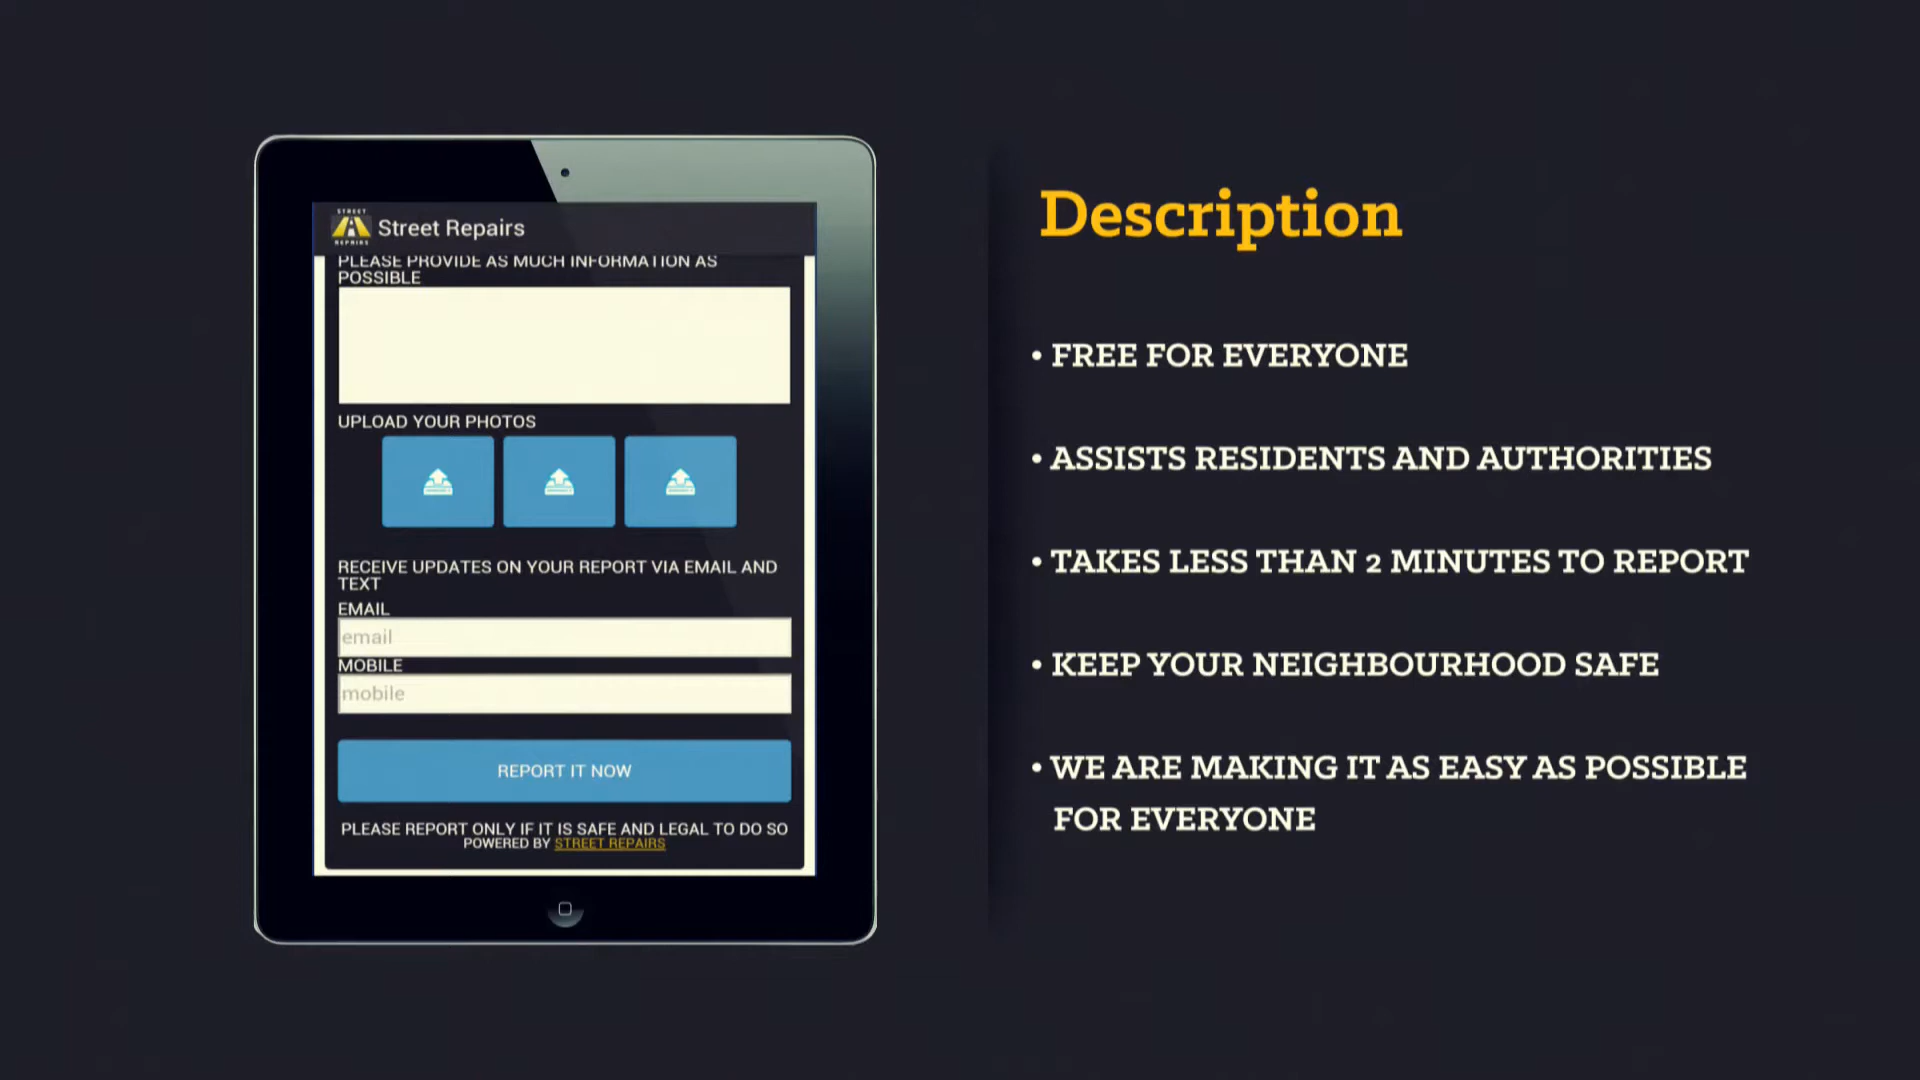 STREET
REPAIRS
Street Repairs
PLEASE PROVIDE AS MUCH INFORMATION AS
POSSIBLE
UPLOAD YOUR PHOTOS
RECEIVE UPDATES ON YOUR REPORT VIA EMAIL AND
TEXT
EMAIL
email
MOBILE
mobile
REPORT IT NOW
PLEASE REPORT ONLY IF IT IS SAFE AND LEGAL TO DO SO
POWERED BY STREET REPAIRS
Description
• FREE FOR EVERYONE
• ASSISTS RESIDENTS AND AUTHORITIES
• TAKES LESS THAN 2 MINUTES TO REPORT
• KEEP YOUR NEIGHBOURHOOD SAFE
• WE ARE MAKING IT AS EASY AS POSSIBLE
FOR EVERYONE